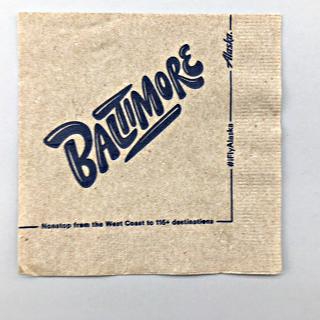 BALTIMORE
Alaska.
#iFlyAlaska
Nonstop from the West Coast to 115+ destinations